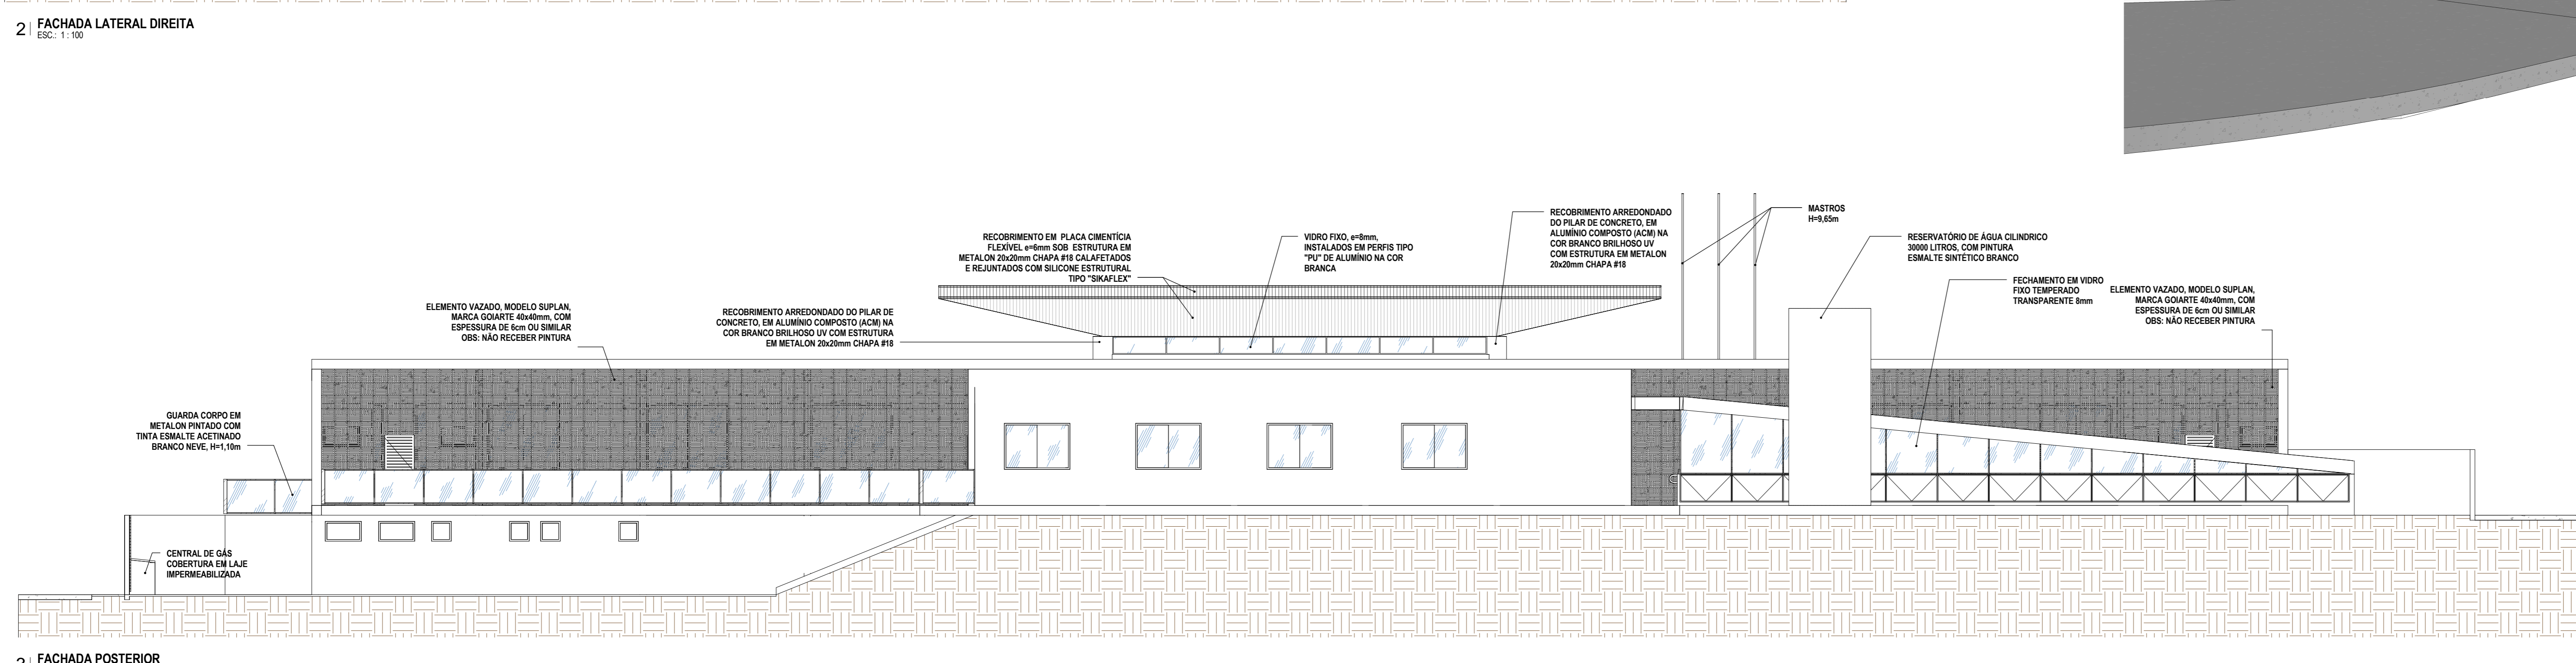 2 FACHADA LATERAL DIREITA
ESC.: 1 : 100
RECOBRIMENTO EM PLACA CIMENTÍCIA
FLEXÍVEL e=6mm SOB ESTRUTURA EM
METALON 20x20mm CHAPA #18 CALAFETADOS
E REJUNTADOS COM SILICONE ESTRUTURAL
TIPO "SIKAFLEX"
VIDRO FIXO, e=8mm,
INSTALADOS EM PERFIS TIPO
"PU" DE ALUMÍNIO NA COR
BRANCA
RECOBRIMENTO ARREDONDADO
DO PILAR DE CONCRETO, EM
ALUMÍNIO COMPOSTO (ACM) NA
COR BRANCO BRILHOSO UV
COM ESTRUTURA EM METALON
20x20mm CHAPA #18
MASTROS
H=9,65m
RESERVATÓRIO DE ÁGUA CILINDRICO
30000 LITROS, COM PINTURA
ESMALTE SINTÉTICO BRANCO
FECHAMENTO EM VIDRO
FIXO TEMPERADO
TRANSPARENTE 8mm
ELEMENTO VAZADO, MODELO SUPLAN,
MARCA GOIARTE 40x40mm, COM
ESPESSURA DE 6cm OU SIMILAR
OBS: NÃO RECEBER PINTURA
ELEMENTO VAZADO, MODELO SUPLAN,
MARCA GOIARTE 40x40mm, COM
ESPESSURA DE 6cm OU SIMILAR
OBS: NÃO RECEBER PINTURA
RECOBRIMENTO ARREDONDADO DO PILAR DE
CONCRETO, EM ALUMÍNIO COMPOSTO (ACM) NA
COR BRANCO BRILHOSO UV COM ESTRUTURA
EM METALON 20x20mm CHAPA #18
GUARDA CORPO EM
METALON PINTADO COM
TINTA ESMALTE ACETINADO
BRANCO NEVE, H=1,10m
CENTRAL DE GÁS
COBERTURA EM LAJE
IMPERMEABILIZADA
FACHADA POSTERIOR